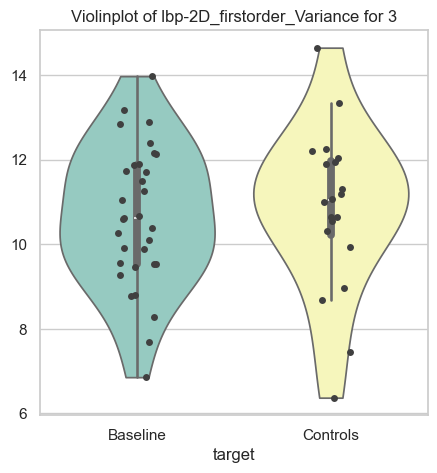 Violinplot of lbp-2D_firstorder_Variance for 3
14
12
10
8
6
Baseline
Controls
target